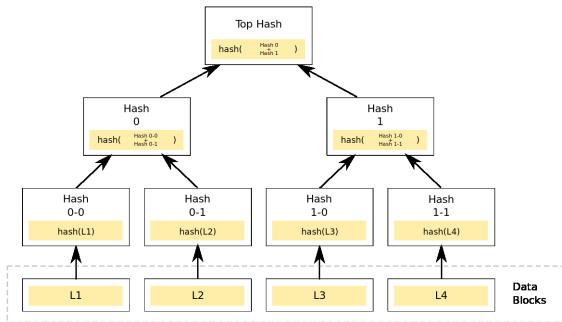 Top Hash
hash( Hash 0 + Hash 1 )
Hash
0
hash( Hash 0-0 + Hash 0-1 )
Hash
1
hash( Hash 1-0 + Hash 1-1 )
Hash
0-0
hash(L1)
Hash
0-1
hash(L2)
Hash
1-0
hash(L3)
Hash
1-1
hash(L4)
L1
L2
L3
L4
Data
Blocks